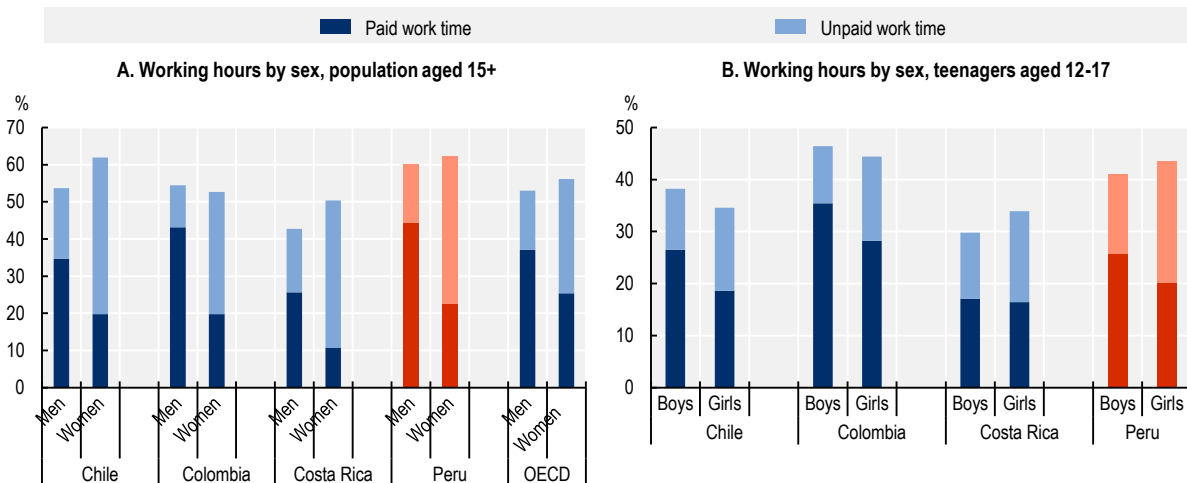 Paid work time
Unpaid work time
A. Working hours by sex, population aged 15+
%
70
60
50
40
30
20
10
0
Men
Women
Men
Women
Men
Women
Men
Women
Men
Women
Chile
Colombia
Costa Rica
Peru
OECD
B. Working hours by sex, teenagers aged 12-17
%
50
40
30
20
10
0
Boys
Girls
Boys
Girls
Boys
Girls
Boys
Girls
Chile
Colombia
Costa Rica
Peru